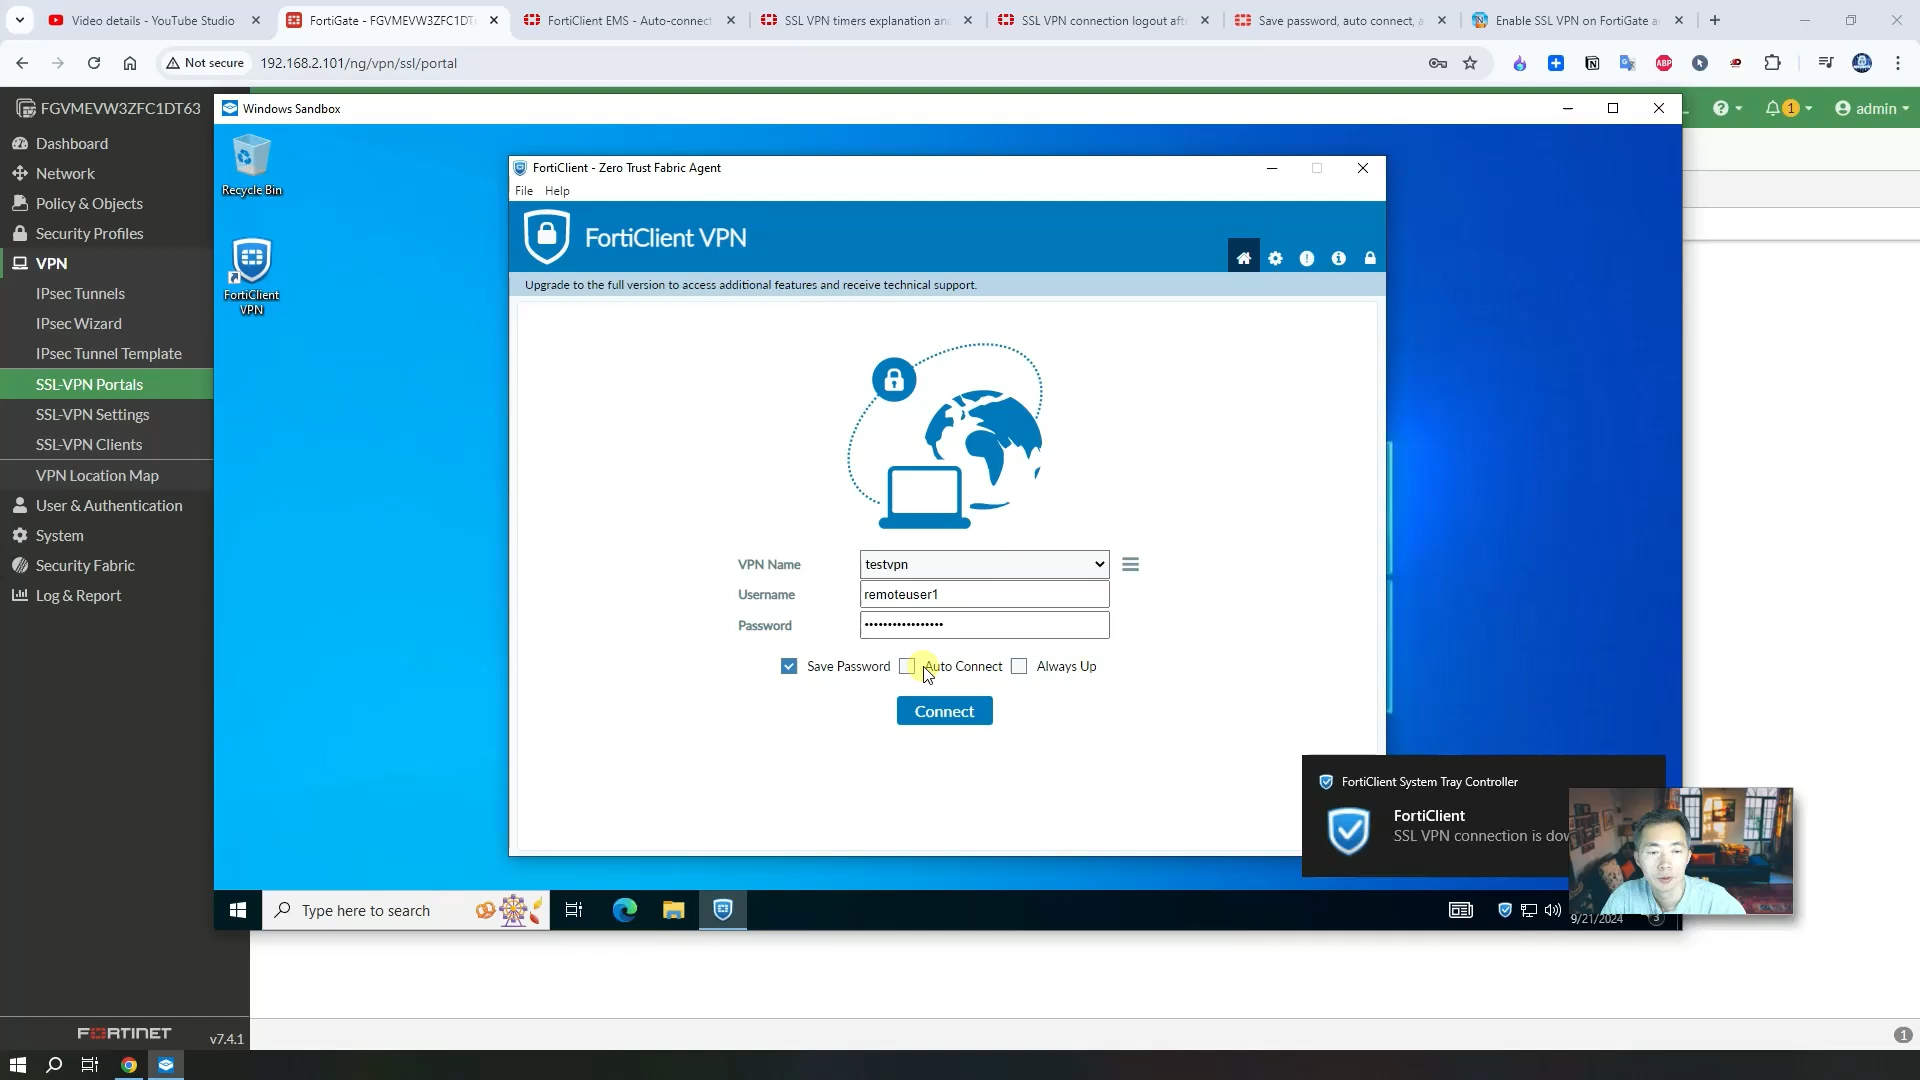 Video details - YouTube Studio
FortiGate - FGVMEVW3ZFC1DT
FortiClient EMS - Auto-connect
SSL VPN timers explanation an
SSL VPN connection logout aft
Save password, auto connect, a
Enable SSL VPN on FortiGate a
Not secure
192.168.2.101/ng/vpn/ssl/portal
ABP
FGVMEVW3ZFC1DT63
Windows Sandbox
1
admin
Dashboard
Network
Policy & Objects
Security Profiles
VPN
IPsec Tunnels
IPsec Wizard
IPsec Tunnel Template
SSL-VPN Portals
SSL-VPN Settings
SSL-VPN Clients
VPN Location Map
User & Authentication
System
Security Fabric
Log & Report
FORTINET
v7.4.1
Recycle Bin
FortiClient
VPN
FortiClient - Zero Trust Fabric Agent
File Help
FortiClient VPN
Upgrade to the full version to access additional features and receive technical support.
VPN Name
testvpn
Username
remoteuser1
Password
•••••••••••••••••
Save Password
Auto Connect
Always Up
Connect
FortiClient System Tray Controller
FortiClient
SSL VPN connection is dow
Type here to search
9/21/2024
3
1